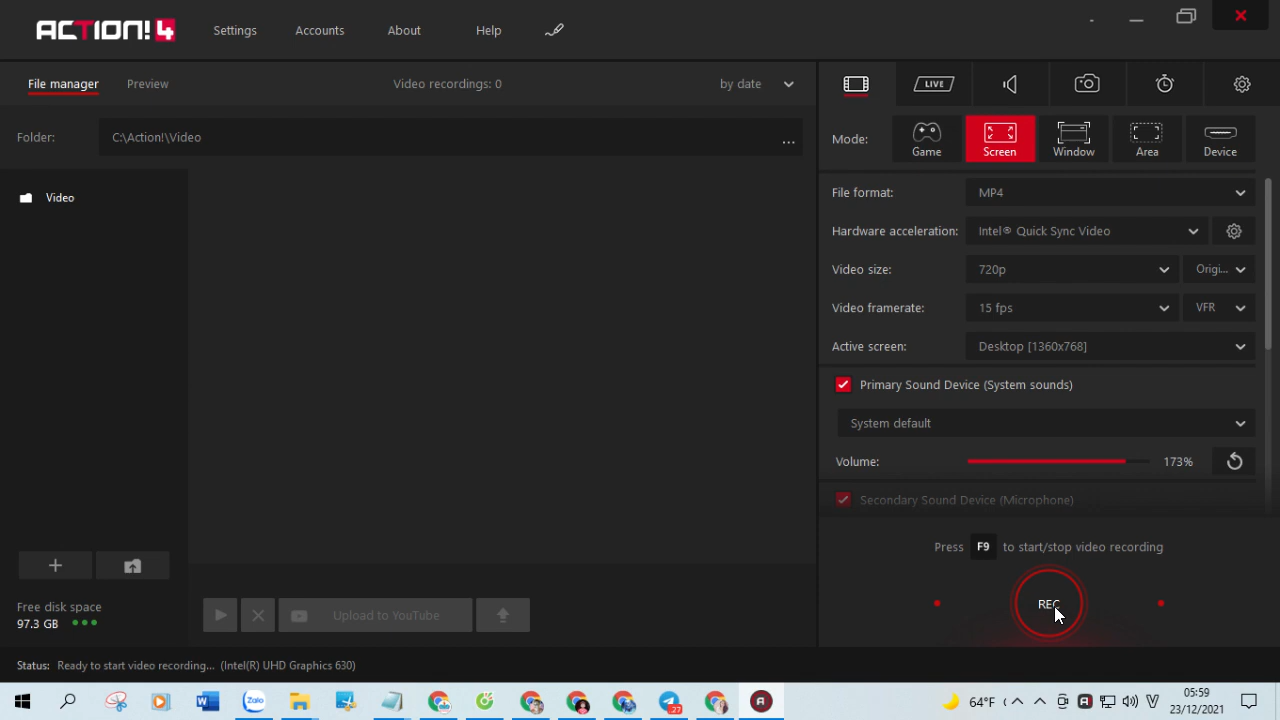 ACTION! 4
Settings
Accounts
About
Help
File manager
Preview
Video recordings: 0
by date
LIVE
Folder:
C:\Action!\Video
...
Mode:
Game
Screen
Window
Area
Device
Video
File format:
MP4
Hardware acceleration:
Intel® Quick Sync Video
Video size:
720p
Origi...
Video framerate:
15 fps
VFR
Active screen:
Desktop [1360x768]
Primary Sound Device (System sounds)
System default
Volume:
173%
Secondary Sound Device (Microphone)
Press F9 to start/stop video recording
REC
Free disk space
97.3 GB
Upload to YouTube
Status: Ready to start video recording... (Intel(R) UHD Graphics 630)
W
Zalo
27
64°F
05:59
23/12/2021